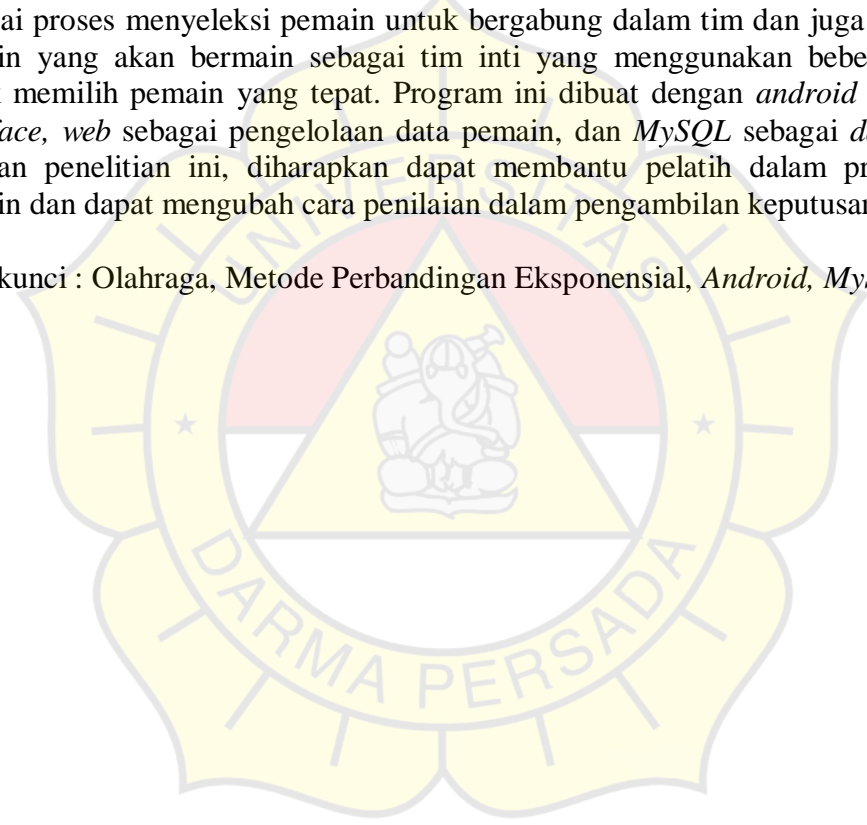 ai proses menyeleksi pemain untuk bergabung dalam tim dan juga
in yang akan bermain sebagai tim inti yang menggunakan bebe
memilih pemain yang tepat. Program ini dibuat dengan android
face, web sebagai pengelolaan data pemain, dan MySQL sebagai d
an penelitian ini, diharapkan dapat membantu pelatih dalam pr
in dan dapat mengubah cara penilaian dalam pengambilan keputusan
kunci : Olahraga, Metode Perbandingan Eksponensial, Android, My
UNIVERSITAS
DARMA PERSADA